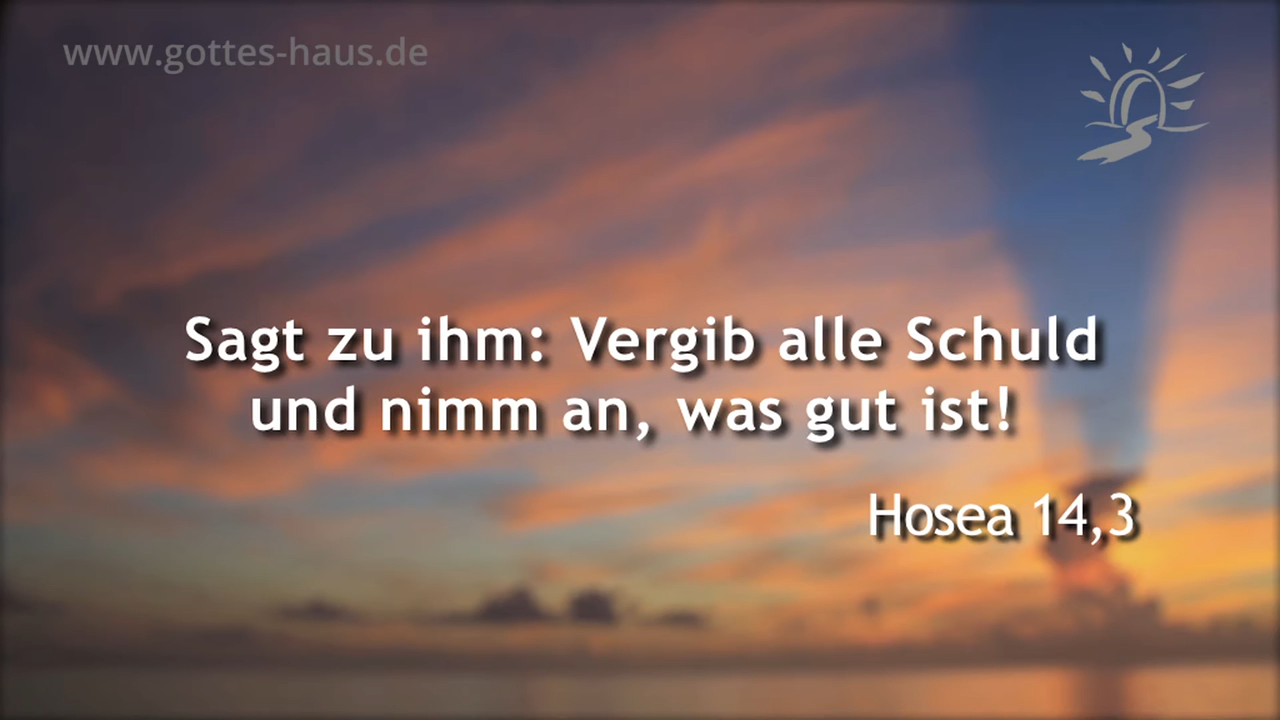 www.gottes-haus.de
Sagt zu ihm: Vergib alle Schuld
und nimm an, was gut ist!
Hosea 14,3